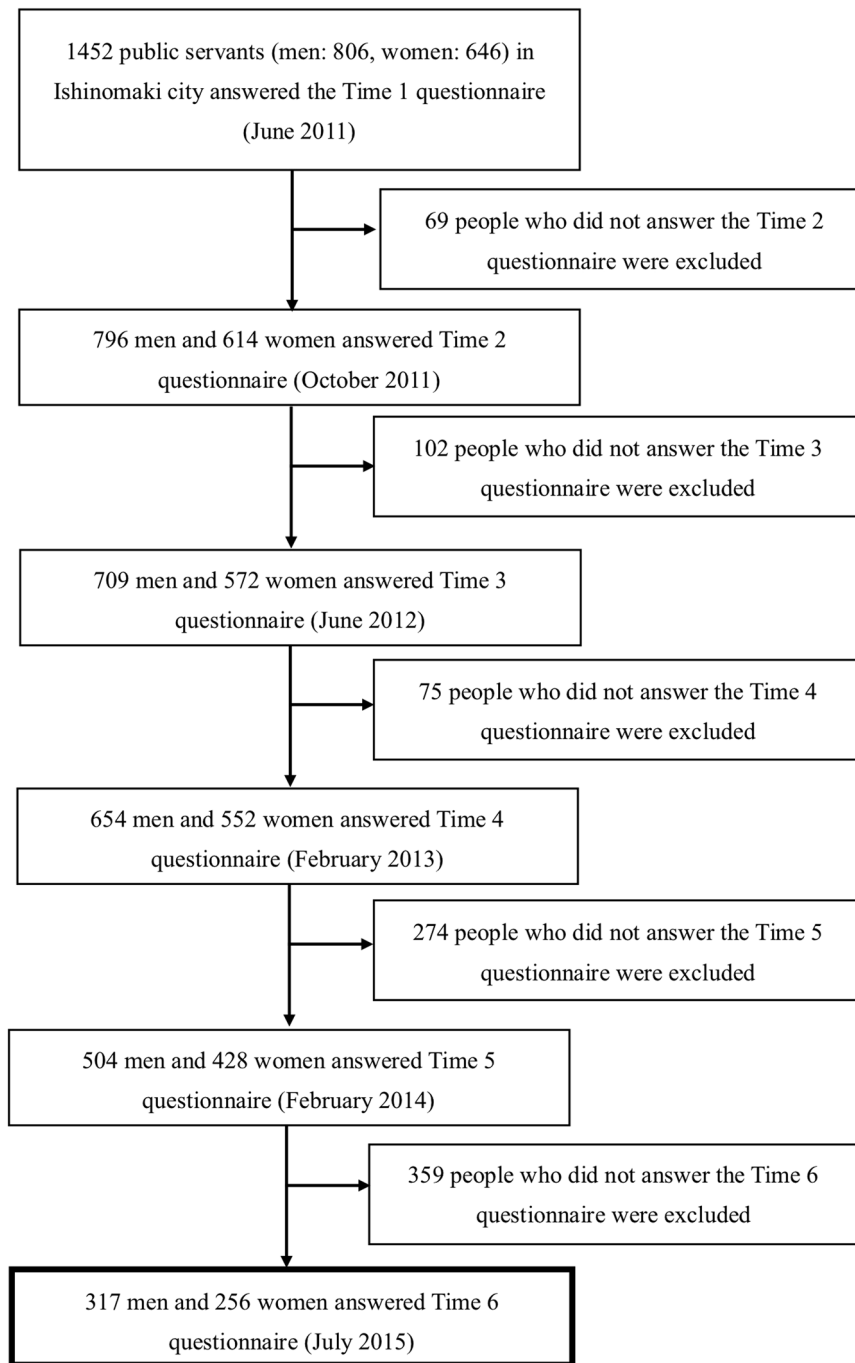 1452 public servants (men: 806, women: 646) in
Ishinomaki city answered the Time 1 questionnaire
(June 2011)
69 people who did not answer the Time 2
questionnaire were excluded
796 men and 614 women answered Time 2
questionnaire (October 2011)
102 people who did not answer the Time 3
questionnaire were excluded
709 men and 572 women answered Time 3
questionnaire (June 2012)
75 people who did not answer the Time 4
questionnaire were excluded
654 men and 552 women answered Time 4
questionnaire (February 2013)
274 people who did not answer the Time 5
questionnaire were excluded
504 men and 428 women answered Time 5
questionnaire (February 2014)
359 people who did not answer the Time 6
questionnaire were excluded
317 men and 256 women answered Time 6
questionnaire (July 2015)